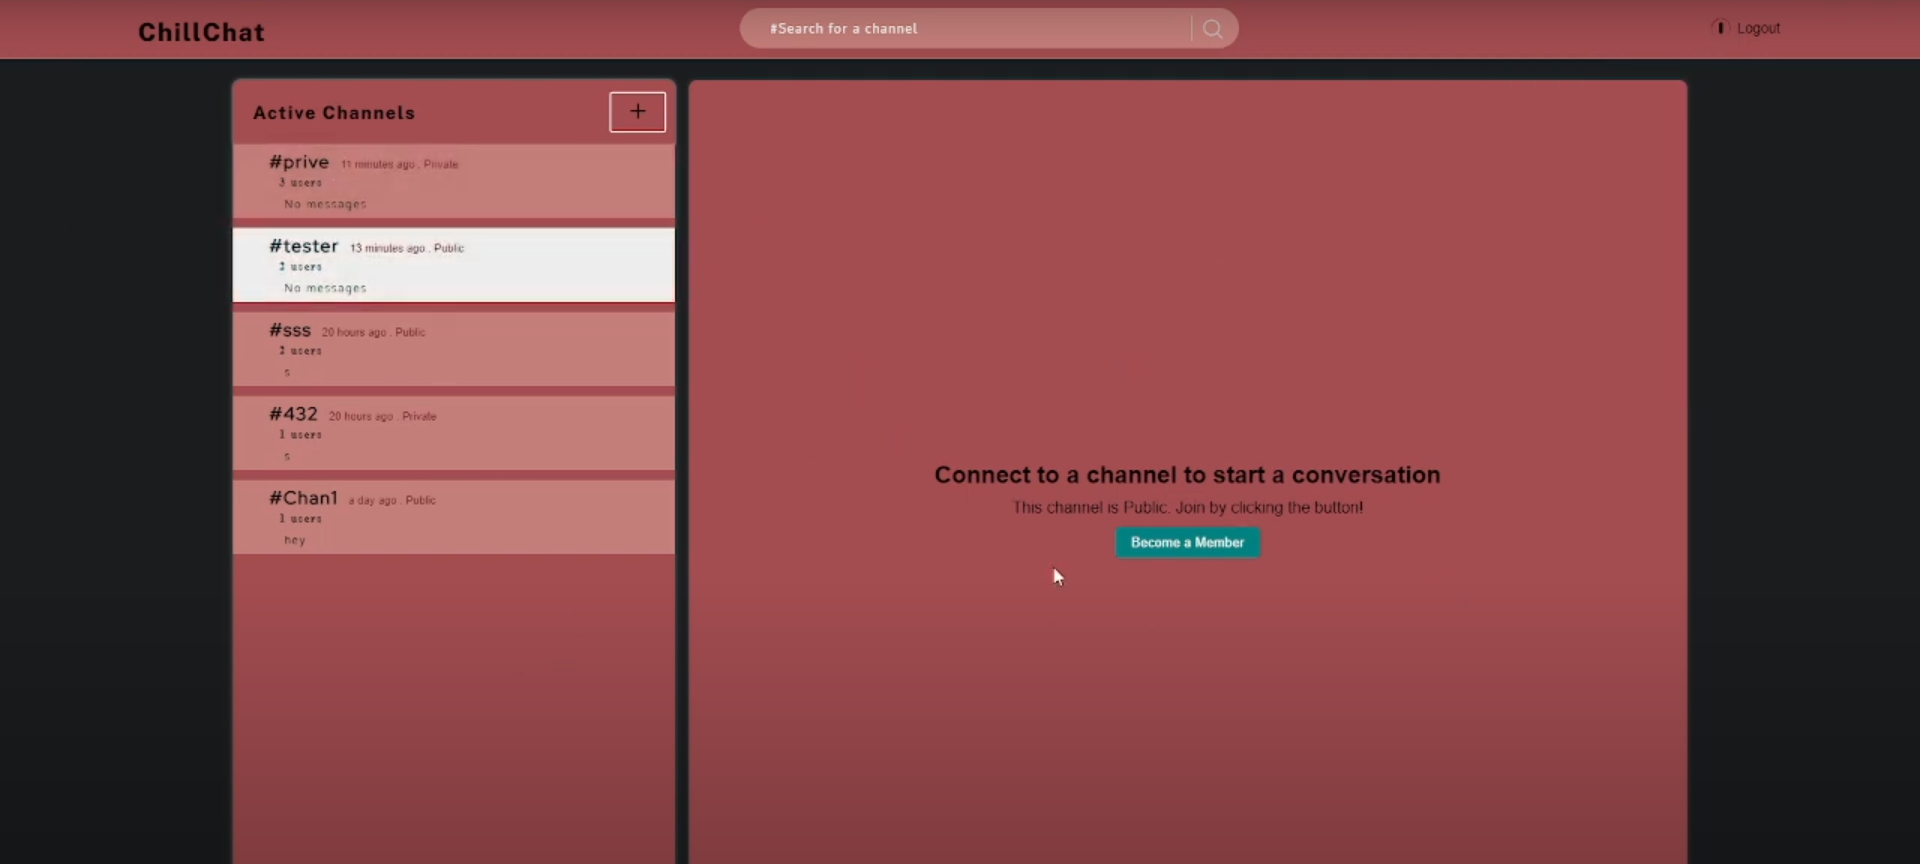 ChillChat
#Search for a channel
Logout
Active Channels
+
#prive 11 minutes ago . Private
3 users
No messages
#tester 13 minutes ago . Public
users
No messages
#sss 20 hours ago . Public
users
s
#432 20 hours ago . Private
1 users
s
#Chan1 a day ago . Public
1 users
hey
Connect to a channel to start a conversation
This channel is Public. Join by clicking the button!
Become a Member